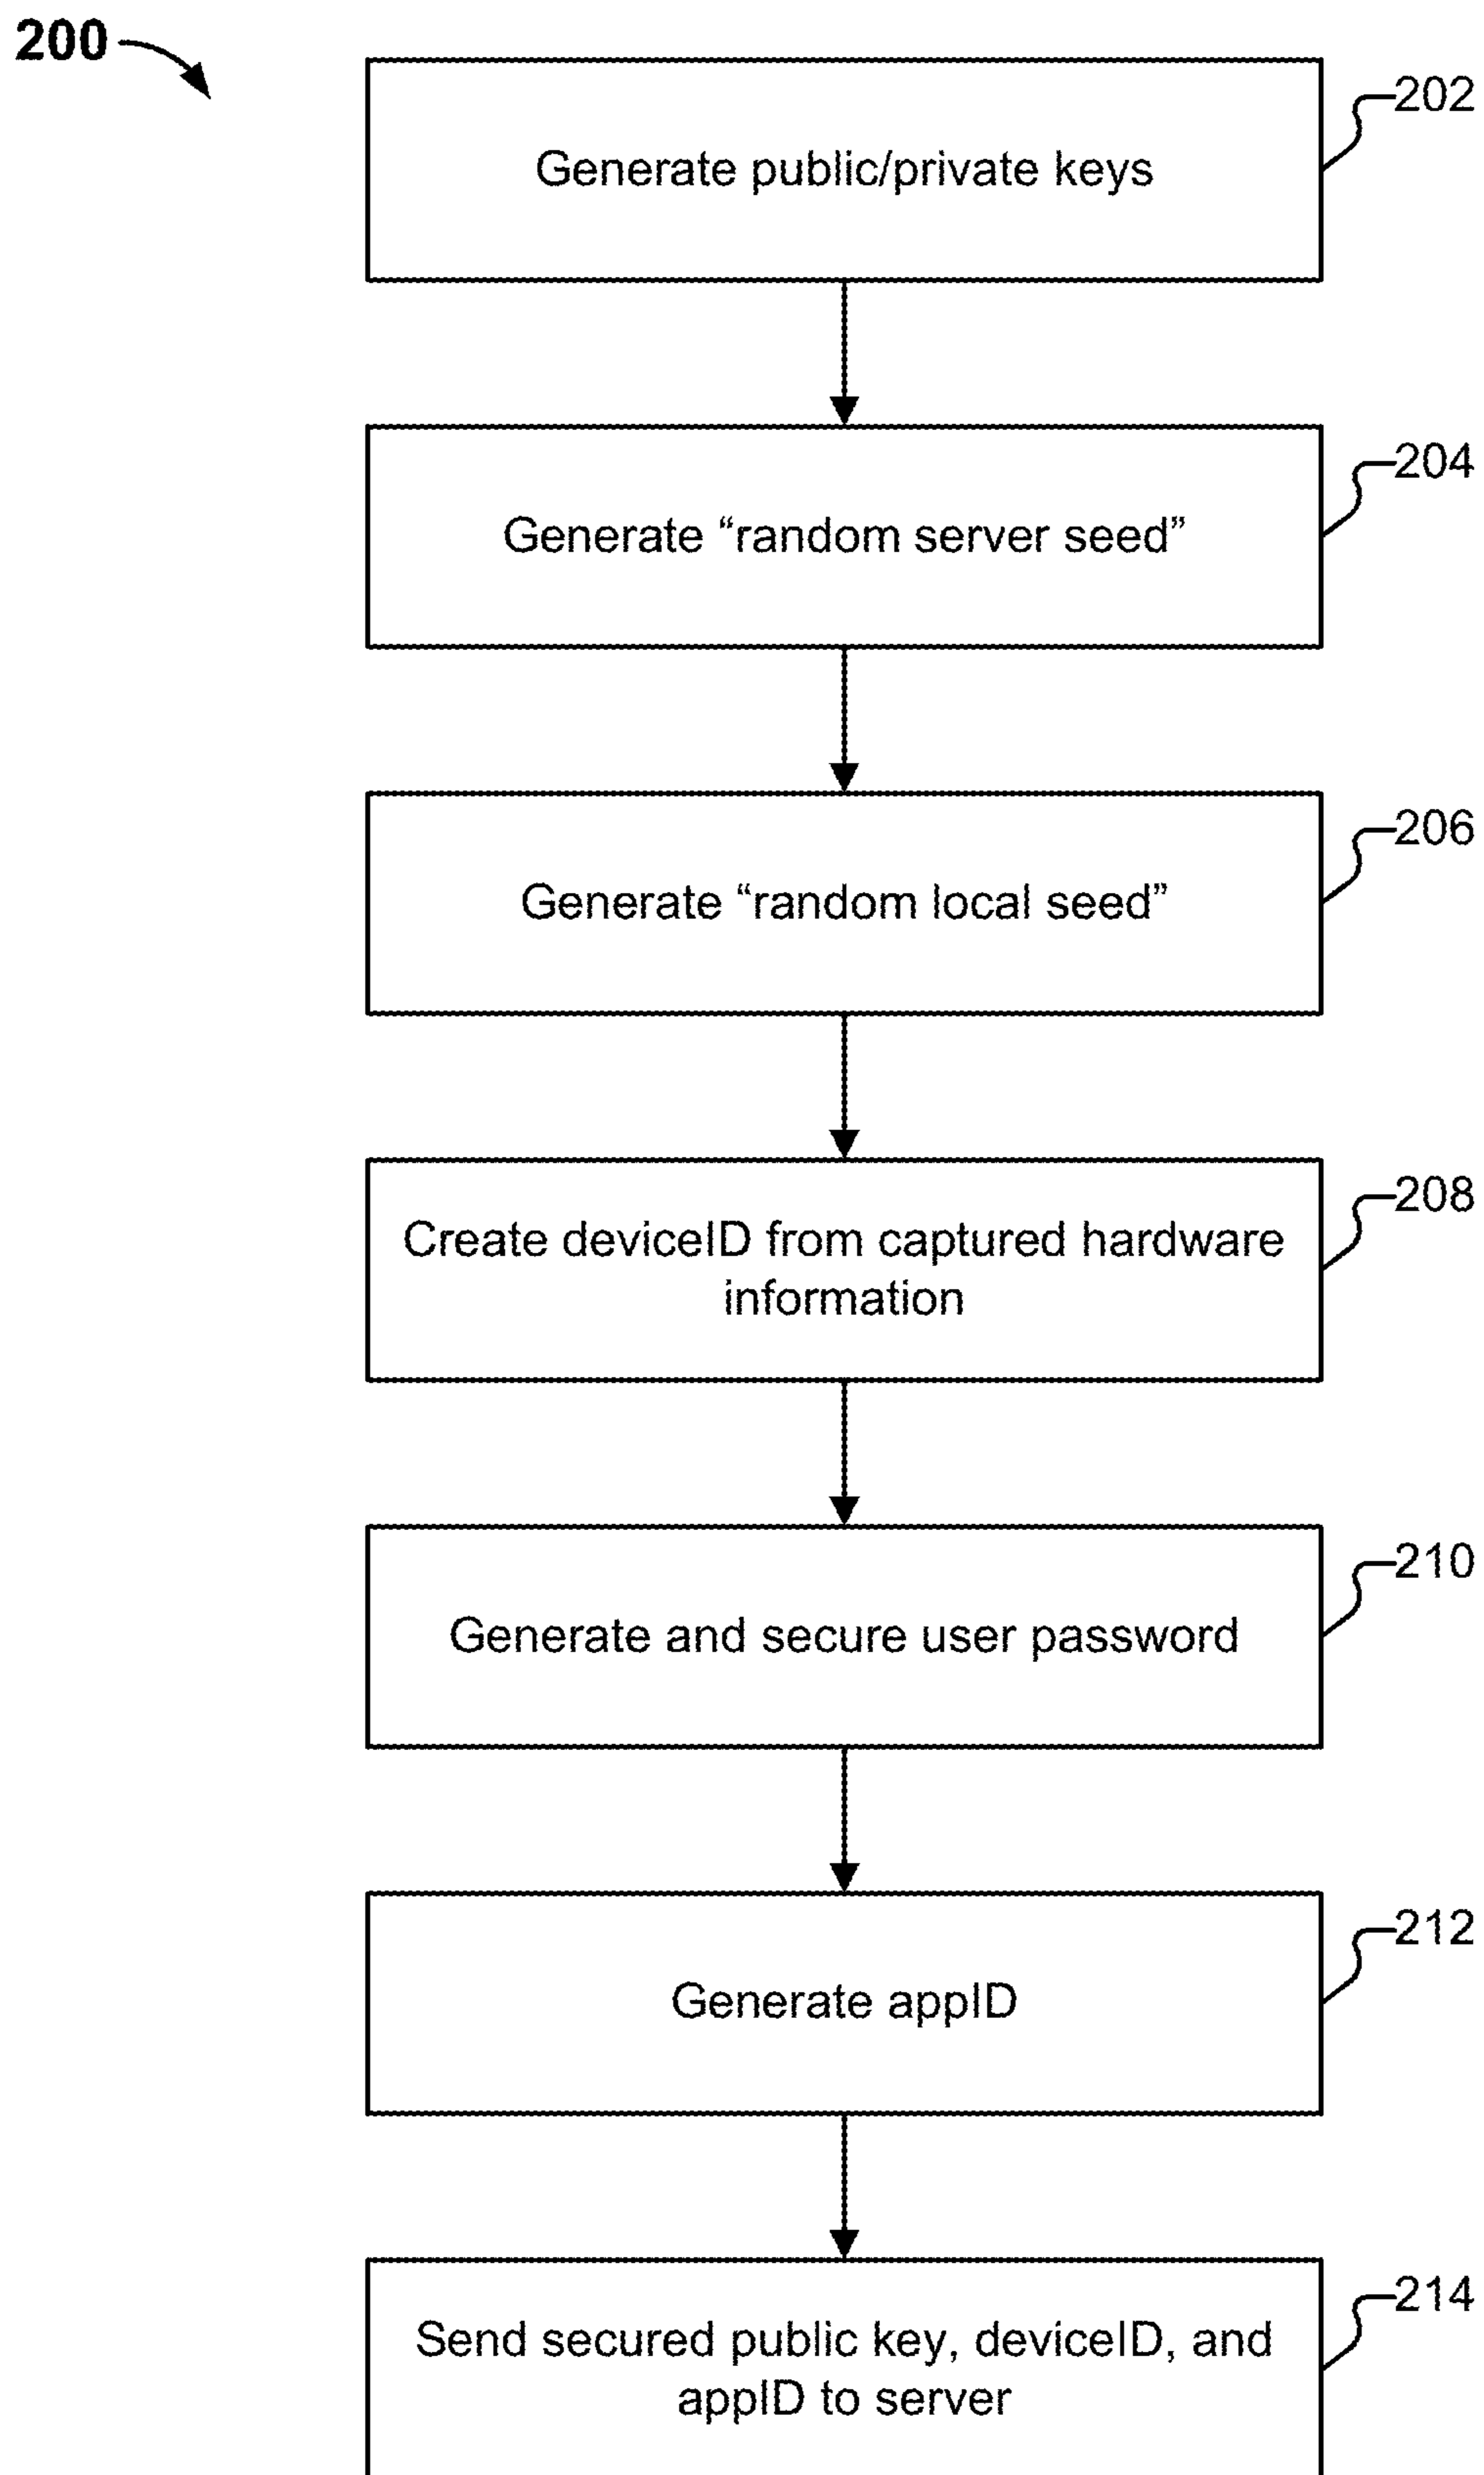 200
202
Generate public/private keys
204
Generate “random server seed”
206
Generate “random local seed”
208
Create deviceID from captured hardware
information
210
Generate and secure user password
212
Generate appID
214
Send secured public key, deviceID, and
appID to server